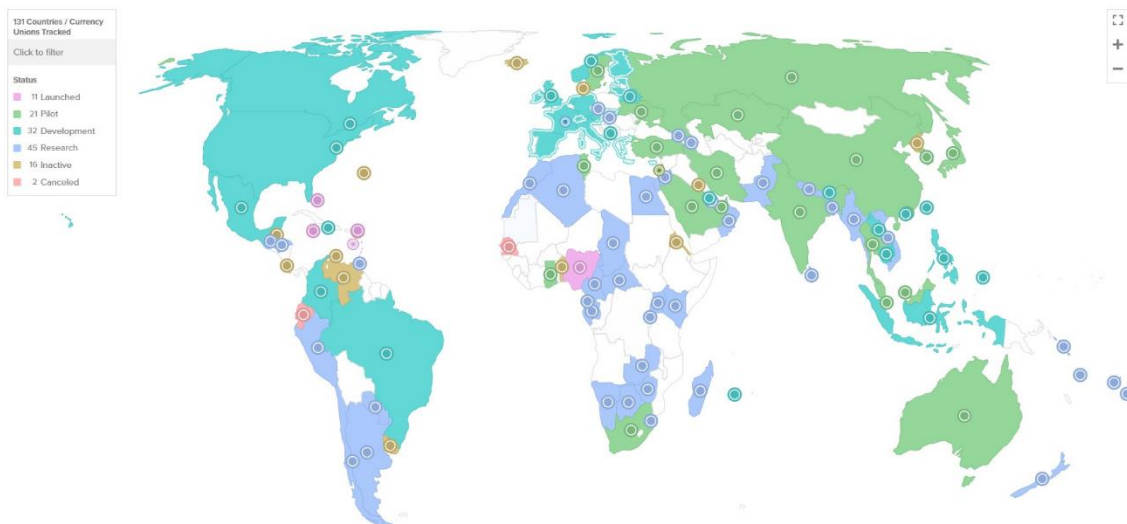 131 Countries / Currency
Unions Tracked
Click to filter
Status
11 Launched
21 Pilot
32 Development
45 Research
16 Inactive
2 Canceled